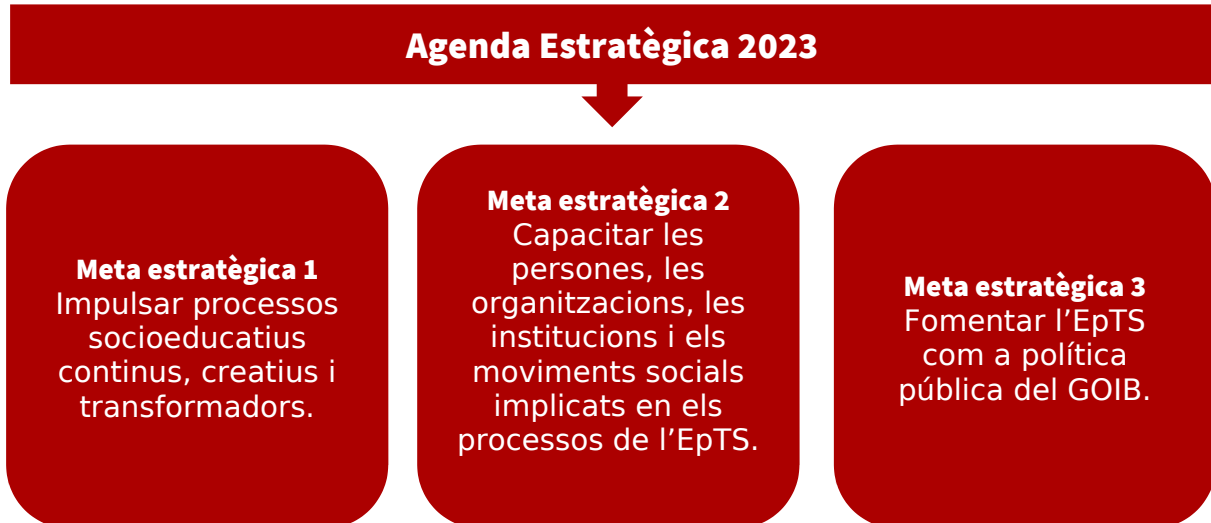 Agenda Estratègica 2023
Meta estratègica 1
Impulsar processos
socioeducatius
continus, creatius i
transformadors.
Meta estratègica 2
Capacitar les
persones, les
organitzacions, les
institucions i els
moviments socials
implicats en els
processos de l’EpTS.
Meta estratègica 3
Fomentar l’EpTS
com a política
pública del GOIB.